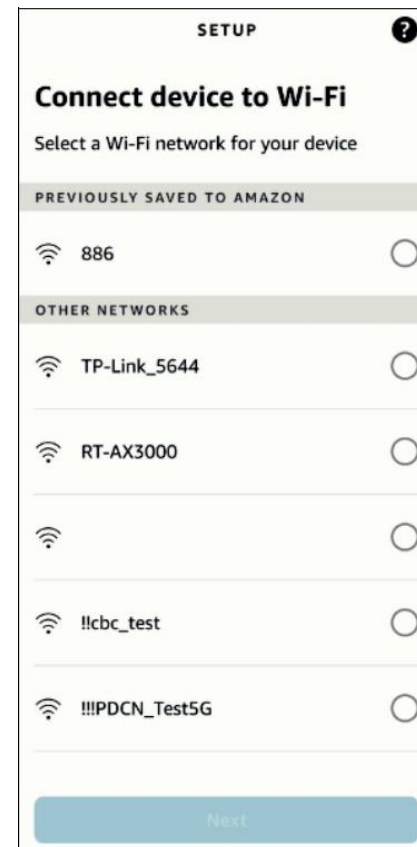 SETUP
?
Connect device to Wi-Fi
Select a Wi-Fi network for your device
PREVIOUSLY SAVED TO AMAZON
886
OTHER NETWORKS
TP-Link_5644
RT-AX3000
!!cbc_test
!!!PDCN_Test5G
Next